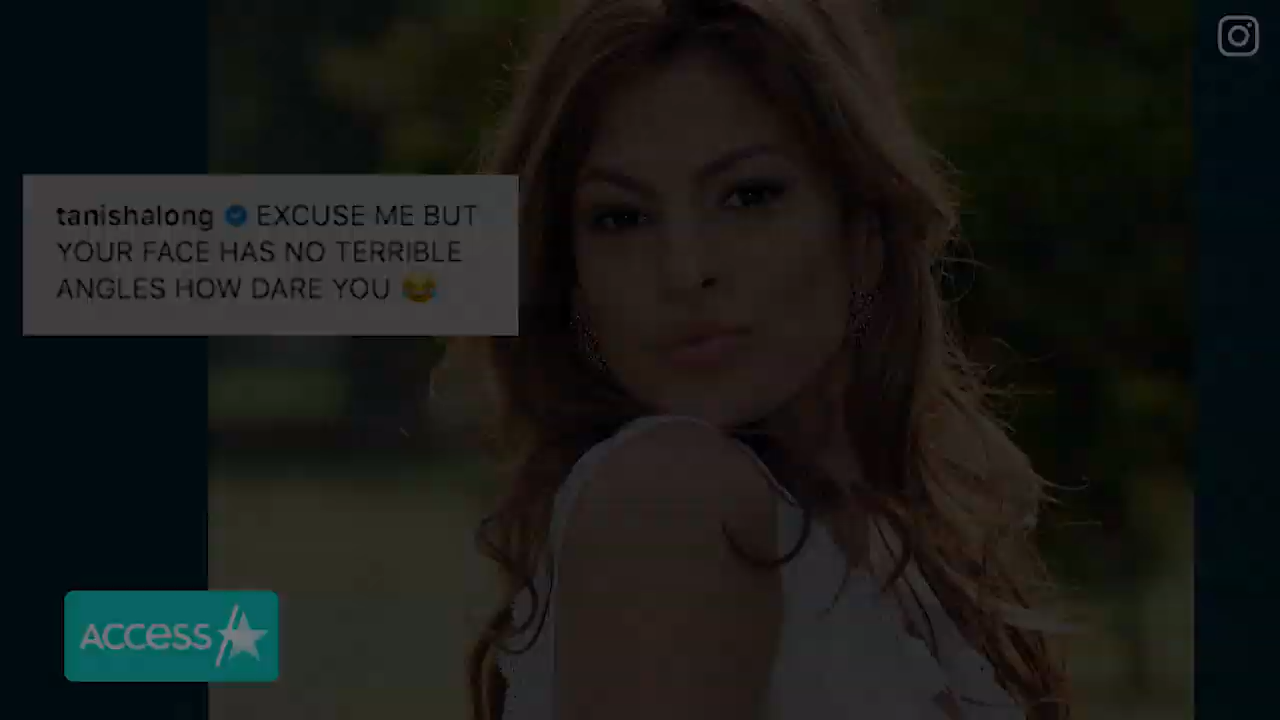 tanishalong EXCUSE ME BUT
YOUR FACE HAS NO TERRIBLE
ANGLES HOW DARE YOU 😂
ACCESS